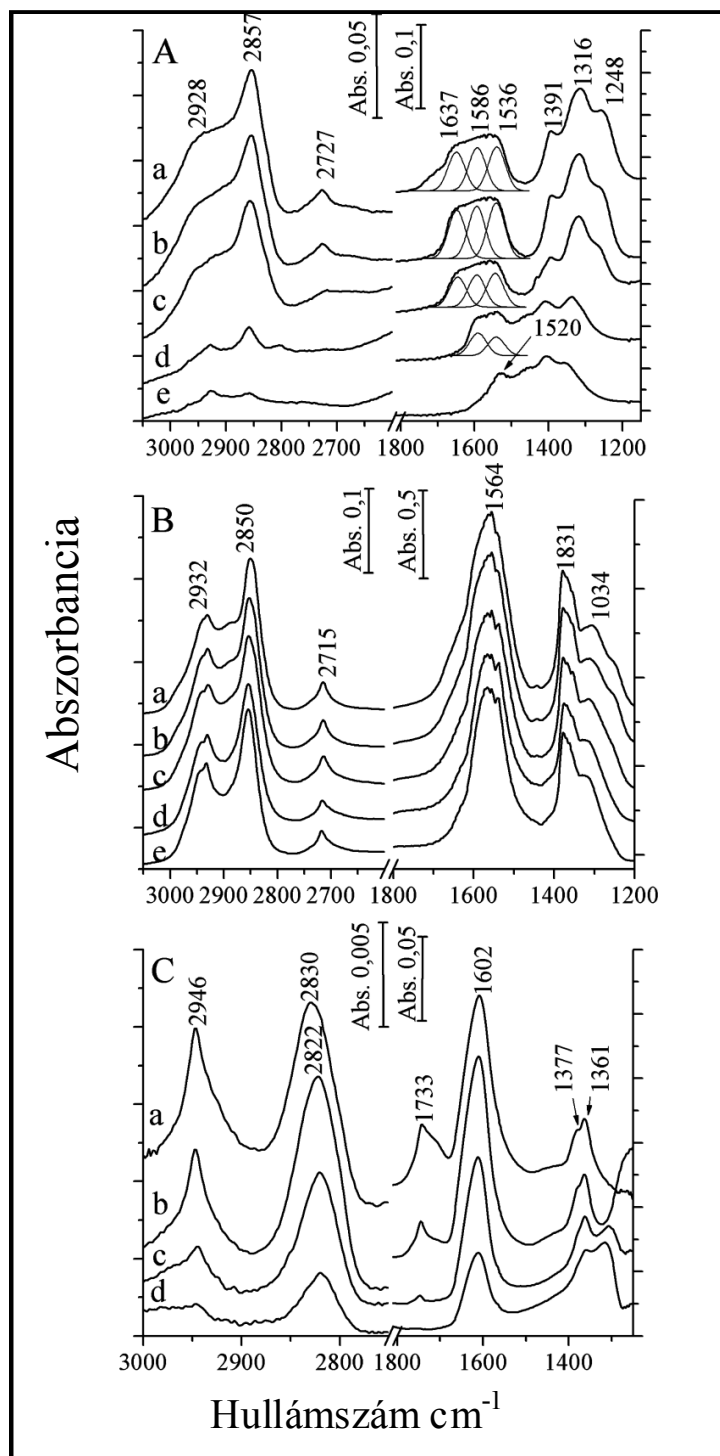 Abszorbancia
A
2928
2857
2727
Abs. 0,05
Abs. 0,1
1637
1586
1536
1391
1316
1248
a
b
c
d
e
1520
3000 2900 2800 2700 1800 1600 1400 1200
B
2932
2850
2715
Abs. 0,1
Abs. 0,5
1564
1831
1034
a
b
c
d
e
3000 2900 2800 2700 1800 1600 1400 1200
C
2946
2830
2822
Abs. 0,005
Abs. 0,05
1733
1602
1377
1361
a
b
c
d
3000 2900 2800 1800 1600 1400
Hullámszám cm-1